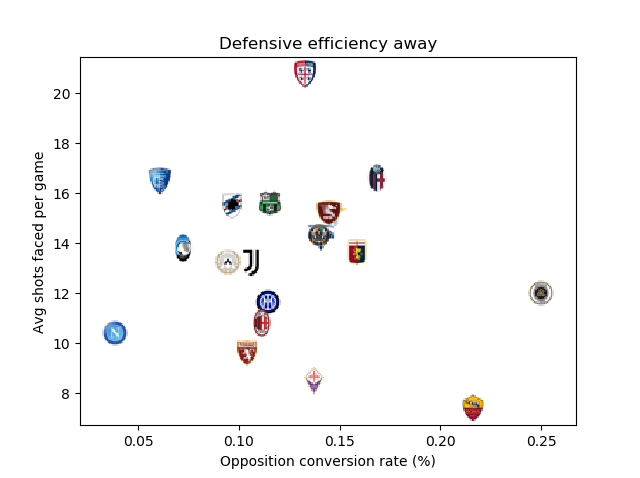 Defensive efficiency away
Avg shots faced per game
20
18
16
14
12
10
8
0.05
0.10
0.15
0.20
0.25
Opposition conversion rate (%)
N
S